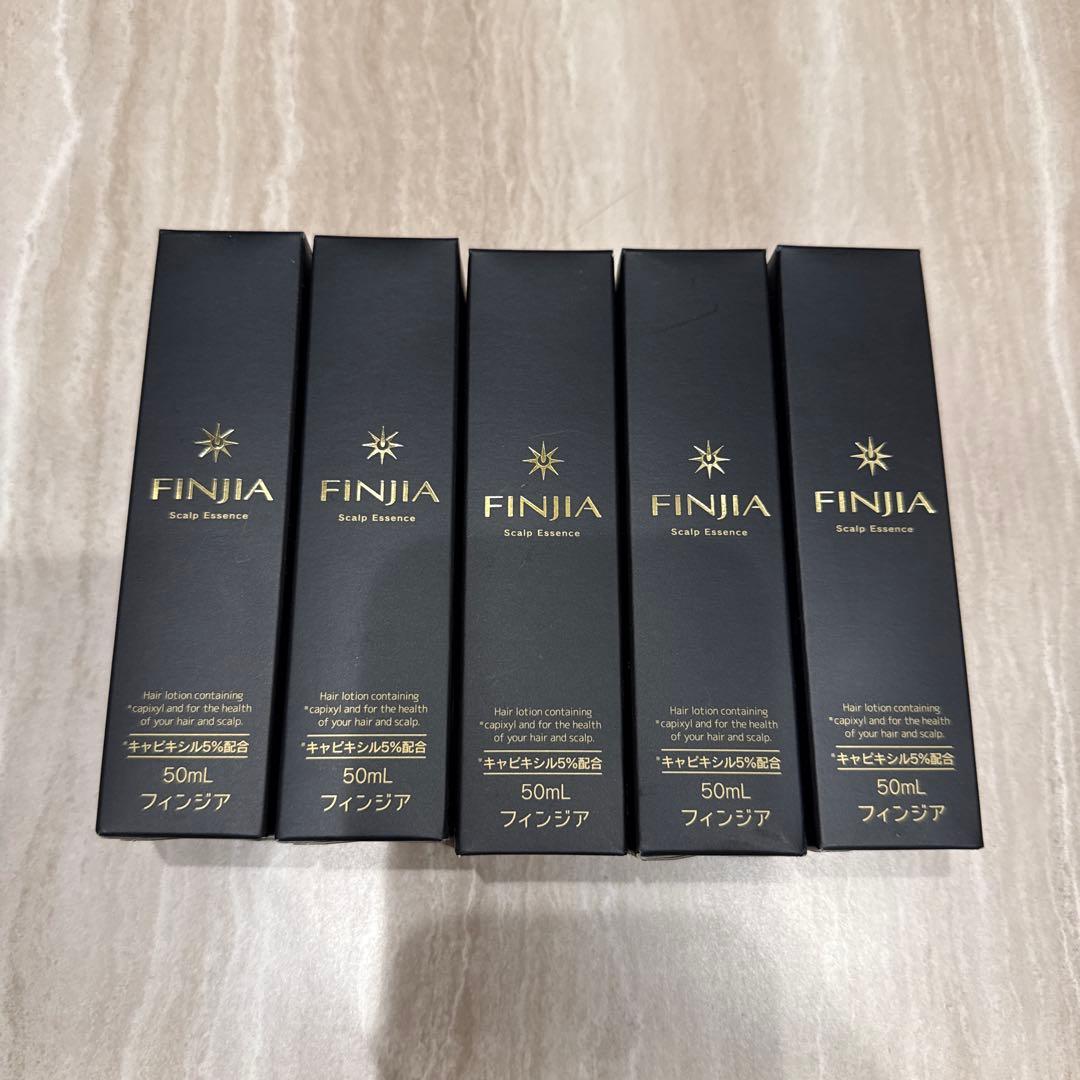 FINJIA
Scalp Essence
Hair lotion containing
*capixyl and for the health
of your hair and scalp.
*キャピキシル5%配合
50mL
フィンジア
FINJIA
Scalp Essence
Hair lotion containing
*capixyl and for the health
of your hair and scalp.
*キャピキシル5%配合
50mL
フィンジア
FINJIA
Scalp Essence
Hair lotion containing
*capixyl and for the health
of your hair and scalp.
*キャピキシル5%配合
50mL
フィンジア
FINJIA
Scalp Essence
Hair lotion containing
*capixyl and for the health
of your hair and scalp.
*キャピキシル5%配合
50mL
フィンジア
FINJIA
Scalp Essence
Hair lotion containing
*capixyl and for the health
of your hair and scalp.
*キャピキシル5%配合
50mL
フィンジア